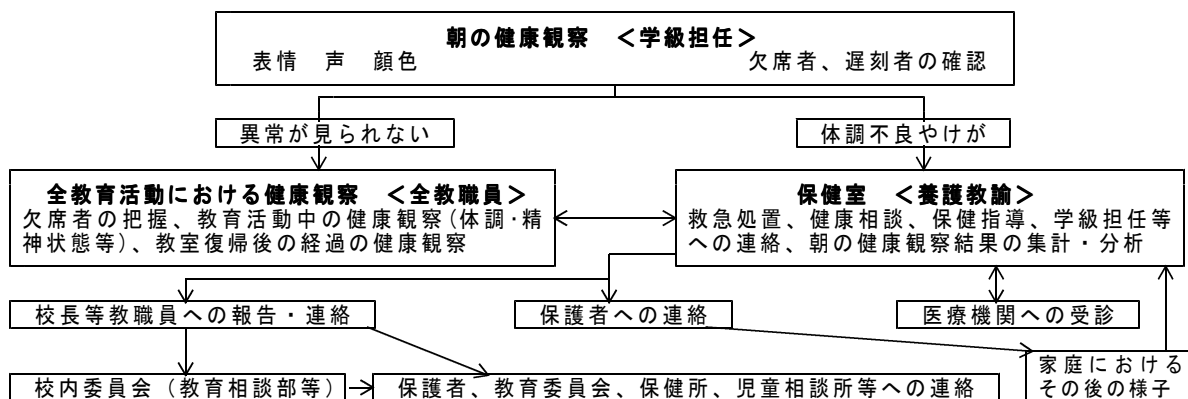 朝の健康観察 <学級担任>
表情 声 顔色 欠席者、遅刻者の確認
異常が見られない
体調不良やけが
全教育活動における健康観察 <全教職員>
欠席者の把握、教育活動中の健康観察(体調・精
神状態等)、教室復帰後の経過の健康観察
保健室 <養護教諭>
救急処置、健康相談、保健指導、学級担任等
への連絡、朝の健康観察結果の集計・分析
校長等教職員への報告・連絡
保護者への連絡
医療機関への受診
家庭における
その後の様子
校内委員会(教育相談部等)
保護者、教育委員会、保健所、児童相談所等への連絡